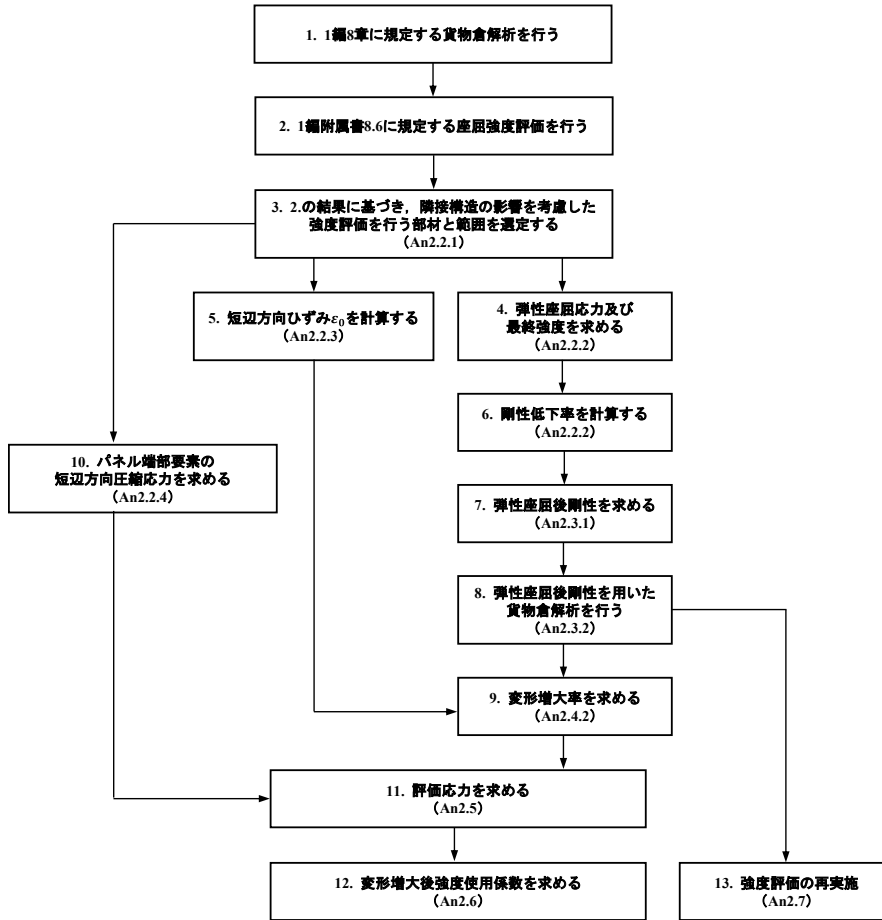 1. 1編8章に規定する貨物倉解析を行う
2. 1編附属書8.6に規定する座屈強度評価を行う
3. 2.の結果に基づき，隣接構造の影響を考慮した
強度評価を行う部材と範囲を選定する
（An2.2.1）
5. 短辺方向ひずみε₀を計算する
（An2.2.3）
4. 弾性座屈応力及び
最終強度を求める
（An2.2.2）
6. 剛性低下率を計算する
（An2.2.2）
10. パネル端部要素の
短辺方向圧縮応力を求める
（An2.2.4）
7. 弾性座屈後剛性を求める
（An2.3.1）
8. 弾性座屈後剛性を用いた
貨物倉解析を行う
（An2.3.2）
9. 変形増大率を求める
（An2.4.2）
11. 評価応力を求める
（An2.5）
12. 変形増大後強度使用係数を求める
（An2.6）
13. 強度評価の再実施
（An2.7）